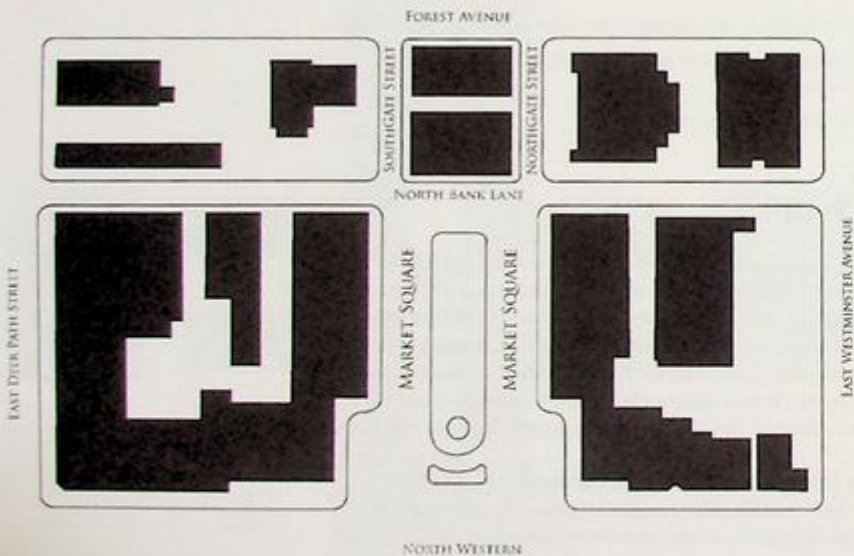 FOREST AVENUE
SOUTHGATE STREET
NORTHGATE STREET
NORTH BANK LANE
EAST DEER PATH STREET
MARKET SQUARE
MARKET SQUARE
EAST WESTMINSTER AVENUE
NORTH WESTERN